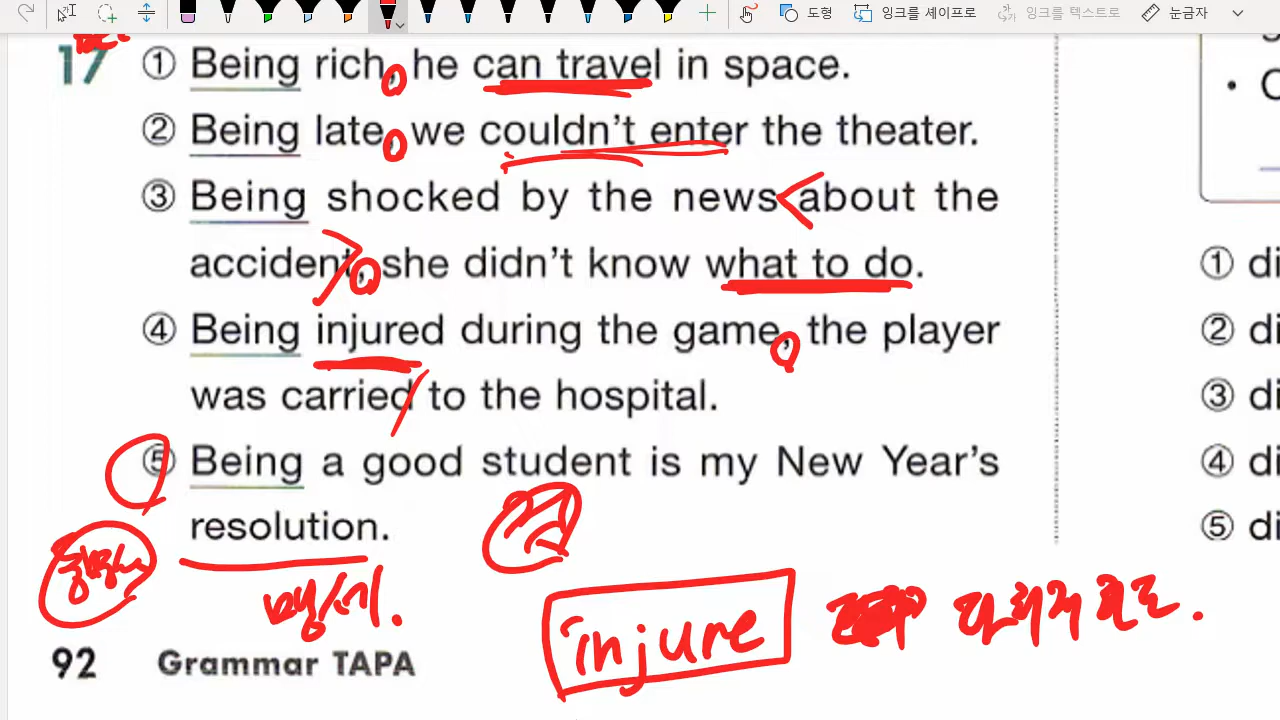 도형 잉크를 셰이프로 잉크를 텍스트로 눈금자
17 ① Being rich, he can travel in space.
② Being late, we couldn't enter the theater.
③ Being shocked by the news about the
accident, she didn't know what to do.
④ Being injured during the game, the player
was carried to the hospital.
⑤ Being a good student is my New Year's
resolution.
맹세.
injure
92 Grammar TAPA
① di
② di
③ di
④ di
⑤ di